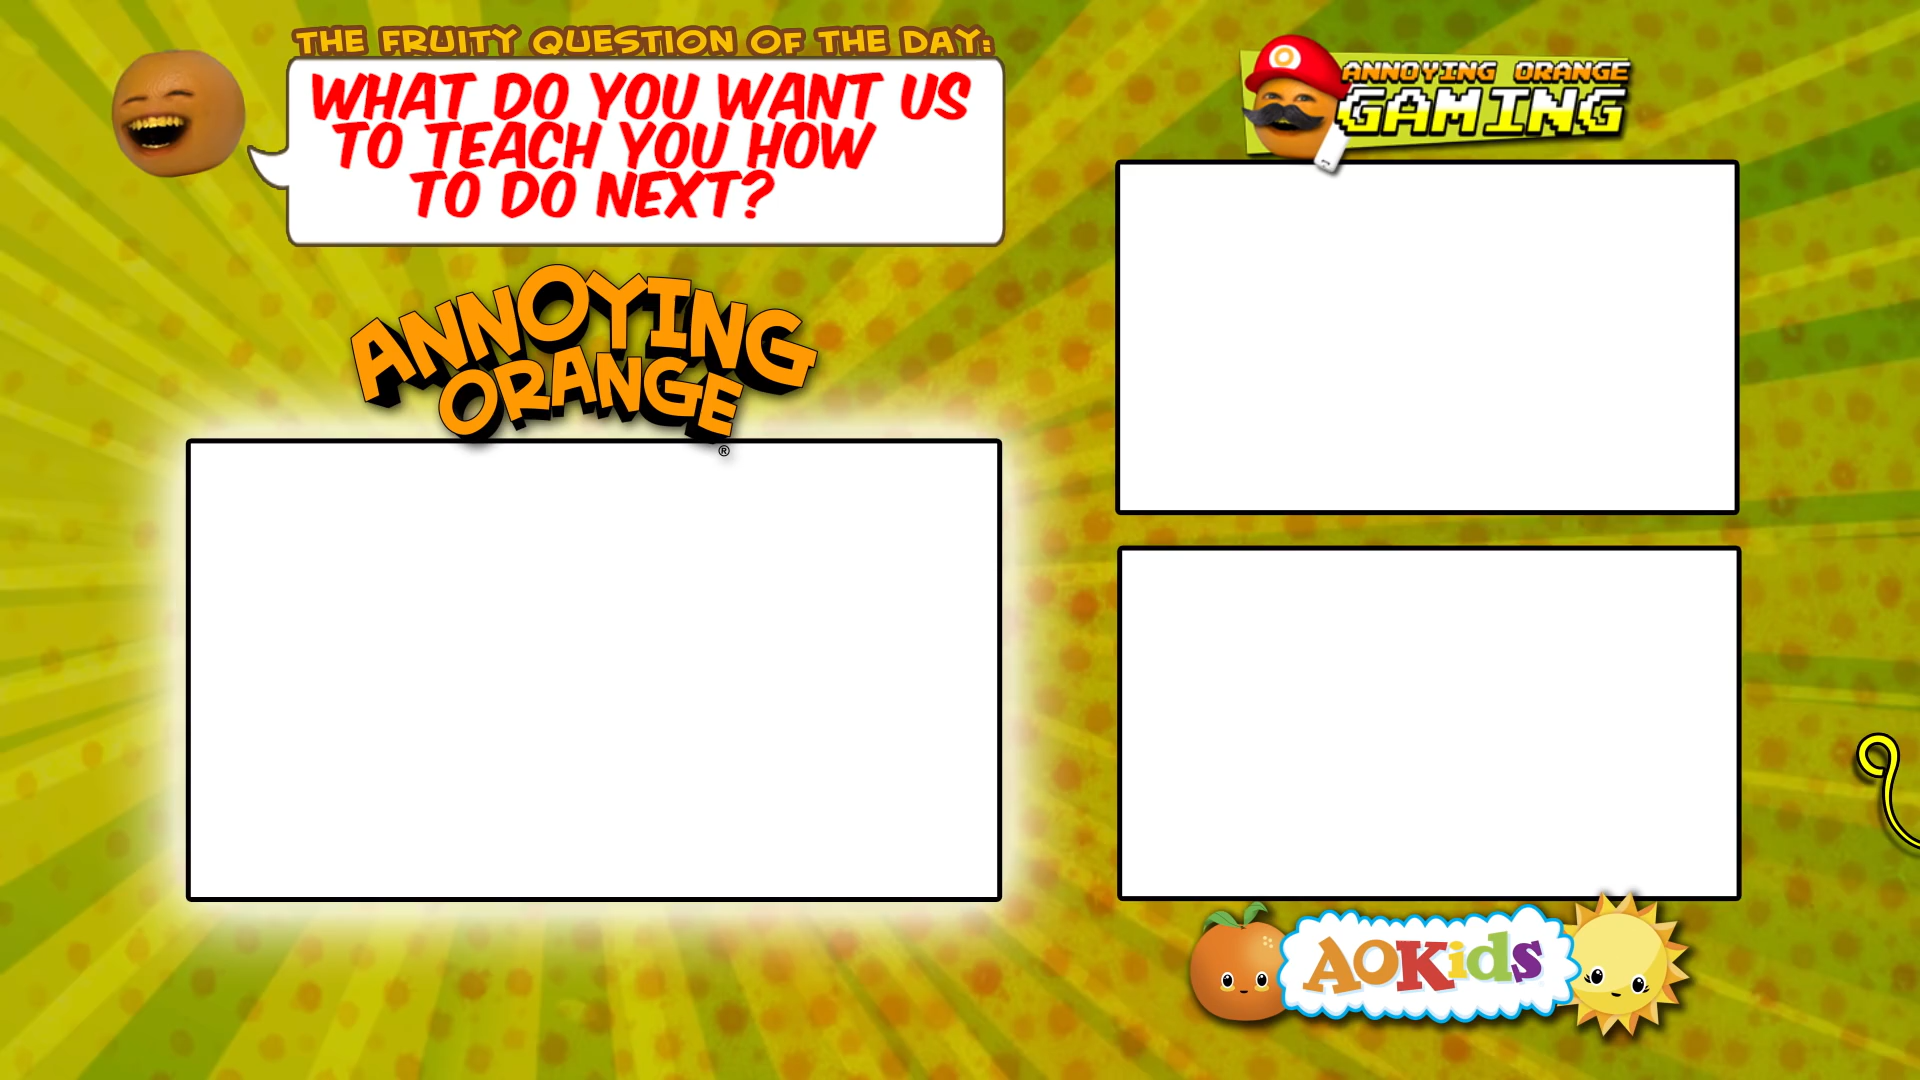 THE FRUITY QUESTION OF THE DAY:
WHAT DO YOU WANT US
TO TEACH YOU HOW
TO DO NEXT?
ANNOYING
ORANGE
®
ANNOYING ORANGE
GAMING
AOKids